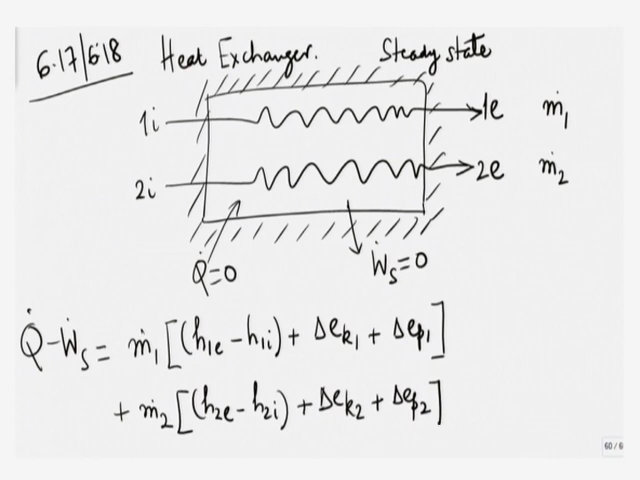 6.17/6.18 Heat Exchanger. Steady state
1i 1e ṁ₁
2i 2e ṁ₂
Q̇=0 Ẇs=0
Q̇-Ẇs = ṁ₁[(h1e-h1i) + Δek₁ + Δep₁]
+ ṁ₂[(h2e-h2i) + Δek₂ + Δep₂]
60/6